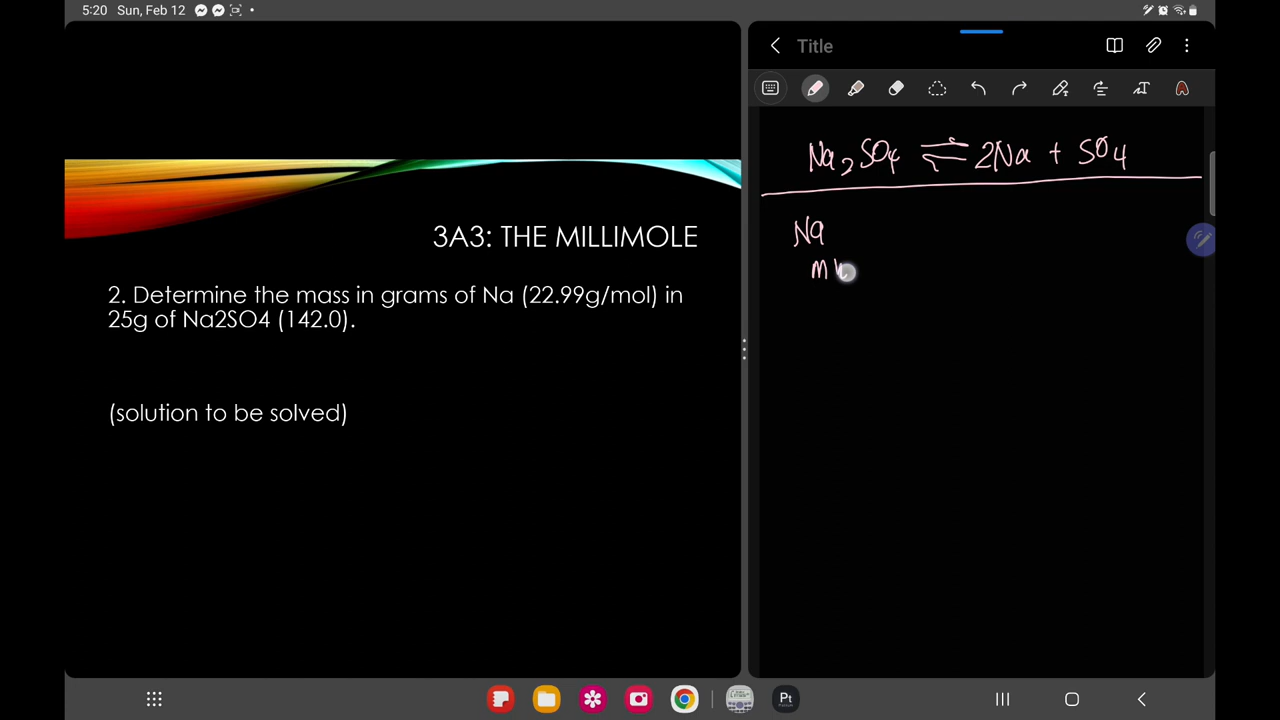 5:20 Sun, Feb 12
Title
3A3: THE MILLIMOLE
2. Determine the mass in grams of Na (22.99g/mol) in
25g of Na2SO4 (142.0).
(solution to be solved)
Na2SO4 ⇌ 2Na + SO4
Na
Pt